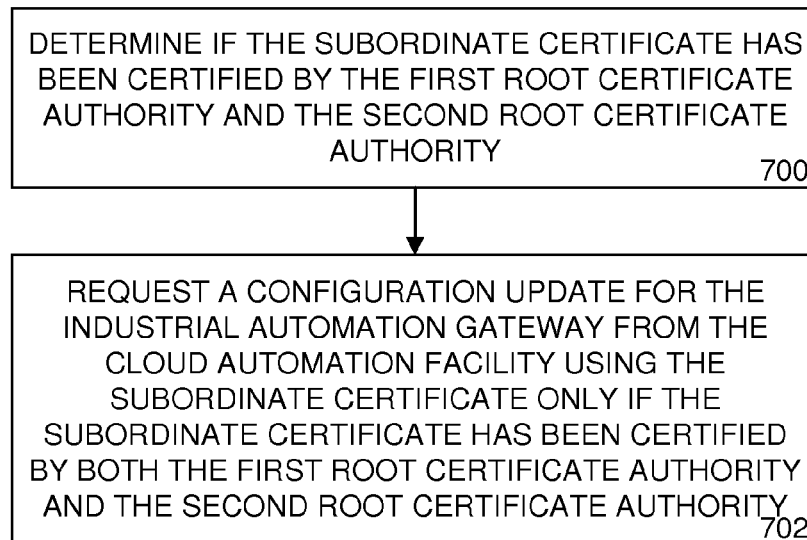 DETERMINE IF THE SUBORDINATE CERTIFICATE HAS
BEEN CERTIFIED BY THE FIRST ROOT CERTIFICATE
AUTHORITY AND THE SECOND ROOT CERTIFICATE
AUTHORITY
700
REQUEST A CONFIGURATION UPDATE FOR THE
INDUSTRIAL AUTOMATION GATEWAY FROM THE
CLOUD AUTOMATION FACILITY USING THE
SUBORDINATE CERTIFICATE ONLY IF THE
SUBORDINATE CERTIFICATE HAS BEEN CERTIFIED
BY BOTH THE FIRST ROOT CERTIFICATE AUTHORITY
AND THE SECOND ROOT CERTIFICATE AUTHORITY
702